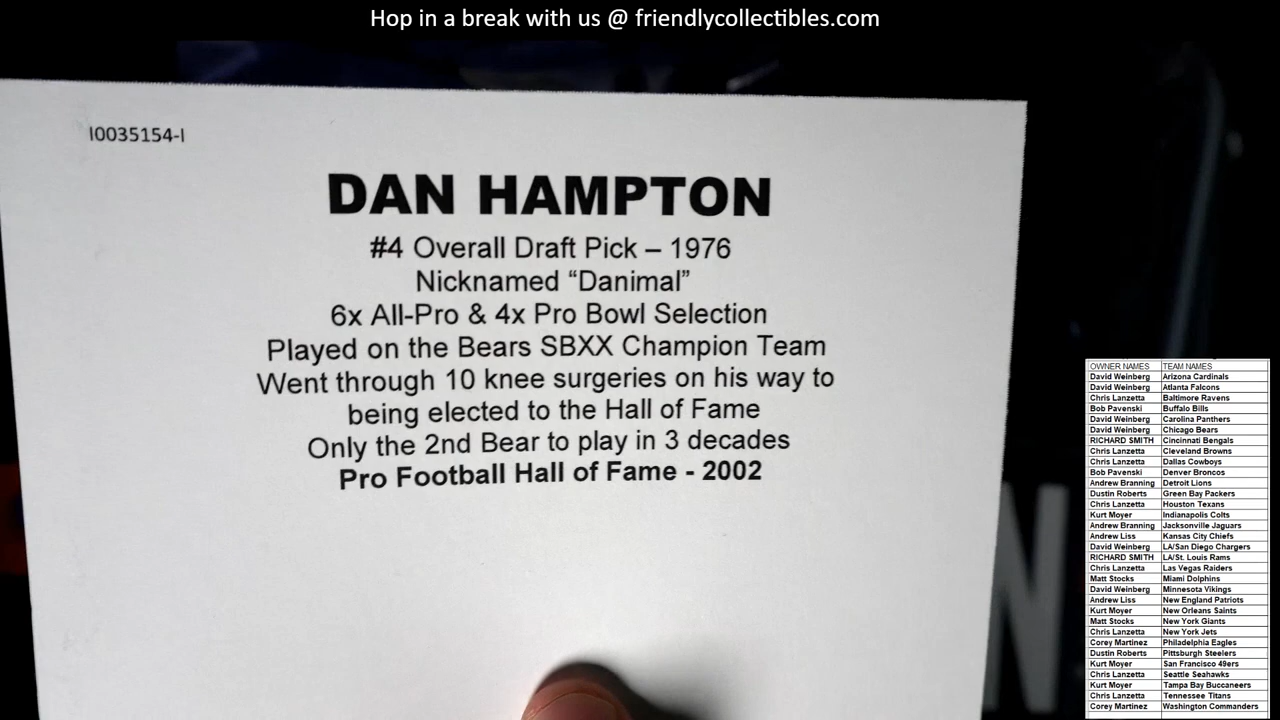 Hop in a break with us @ friendlycollectibles.com
I0035154-I
DAN HAMPTON
#4 Overall Draft Pick – 1976
Nicknamed “Danimal”
6x All-Pro & 4x Pro Bowl Selection
Played on the Bears SBXX Champion Team
Went through 10 knee surgeries on his way to
being elected to the Hall of Fame
Only the 2nd Bear to play in 3 decades
Pro Football Hall of Fame - 2002
OWNER NAMES TEAM NAMES
David Weinberg Arizona Cardinals
David Weinberg Atlanta Falcons
Chris Lanzetta Baltimore Ravens
Bob Pavenski Buffalo Bills
David Weinberg Carolina Panthers
David Weinberg Chicago Bears
RICHARD SMITH Cincinnati Bengals
Chris Lanzetta Cleveland Browns
Chris Lanzetta Dallas Cowboys
Bob Pavenski Denver Broncos
Andrew Branning Detroit Lions
Dustin Roberts Green Bay Packers
Chris Lanzetta Houston Texans
Kurt Moyer Indianapolis Colts
Andrew Branning Jacksonville Jaguars
Andrew Liss Kansas City Chiefs
David Weinberg LA/San Diego Chargers
RICHARD SMITH LA/St. Louis Rams
Chris Lanzetta Las Vegas Raiders
Matt Stocks Miami Dolphins
David Weinberg Minnesota Vikings
Andrew Liss New England Patriots
Kurt Moyer New Orleans Saints
Matt Stocks New York Giants
Chris Lanzetta New York Jets
Corey Martinez Philadelphia Eagles
Dustin Roberts Pittsburgh Steelers
Kurt Moyer San Francisco 49ers
Chris Lanzetta Seattle Seahawks
Kurt Moyer Tampa Bay Buccaneers
Chris Lanzetta Tennessee Titans
Corey Martinez Washington Commanders